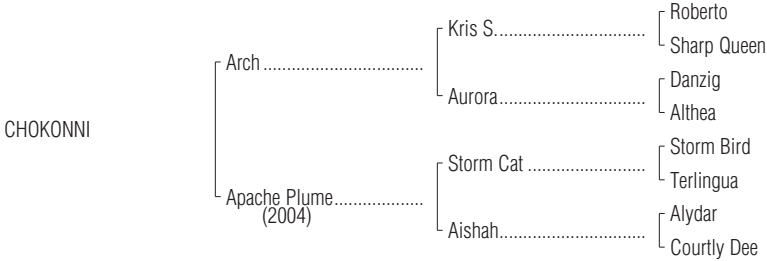 Roberto
Kris S.................................
Sharp Queen
Arch .................................
Danzig
Aurora.................................
Althea
CHOKONNI
Storm Bird
Storm Cat ..........................
Terlingua
Apache Plume..................
(2004)
Alydar
Aishah.................................
Courtly Dee